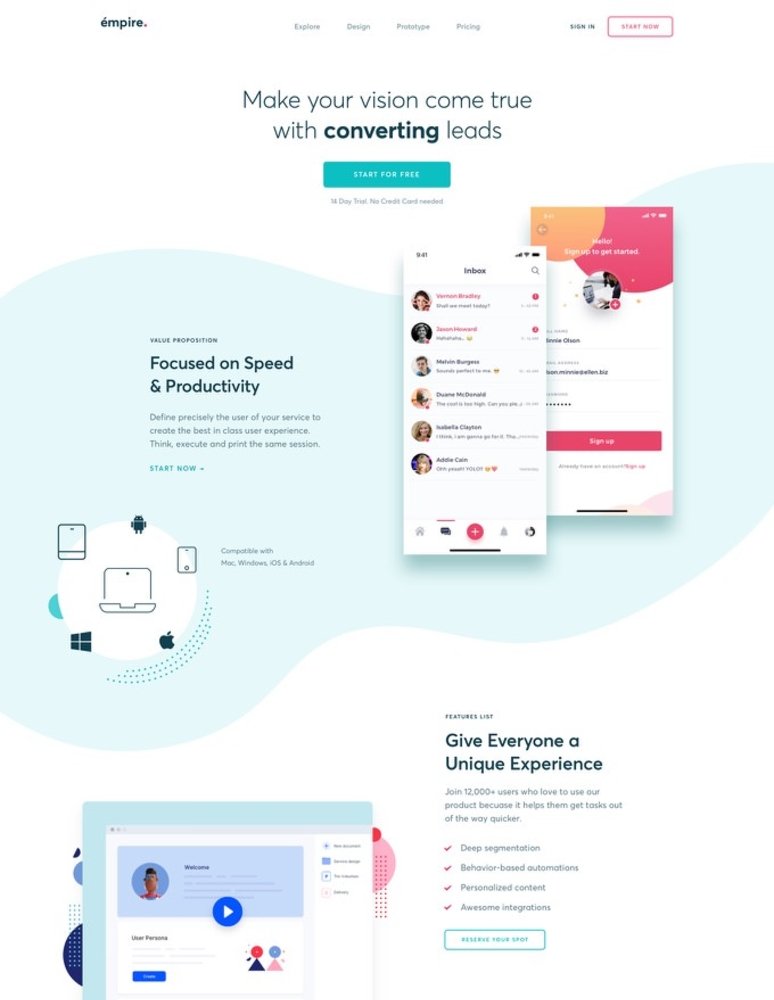 émpire.
Explore
Design
Prototype
Pricing
SIGN IN
START NOW
Make your vision come true
with converting leads
START FOR FREE
14 Day Trial. No Credit Card needed
9:41
Hello!
Sign up to get started.
nnie Olson
lson.minnie@ellen.biz
Sign up
Already have an account?Sign up
9:41
Inbox
Vernon Bradley
Shall we meet today?
Jason Howard
Hahahaha..
Melvin Burgess
Sounds perfect to me.
Duane McDonald
The cost is too high. Can you ple..
Isabella Clayton
I think, i am gonna go for it. Tha...
Yesterday
Addie Cain
Ohh yeaah! YOLO!!
Yesterday
VALUE PROPOSITION
Focused on Speed
& Productivity
Define precisely the user of your service to
create the best in class user experience.
Think, execute and print the same session.
START NOW
Compatible with
Mac, Windows, iOS & Android
FEATURES LIST
Give Everyone a
Unique Experience
Join 12,000+ users who love to use our
product becuase it helps them get tasks out
of the way quicker.
Deep segmentation
Behavior-based automations
Personalized content
Awesome integrations
RESERVE YOUR SPOT
Welcome
User Persona
Create
New document
Service design
Delivery